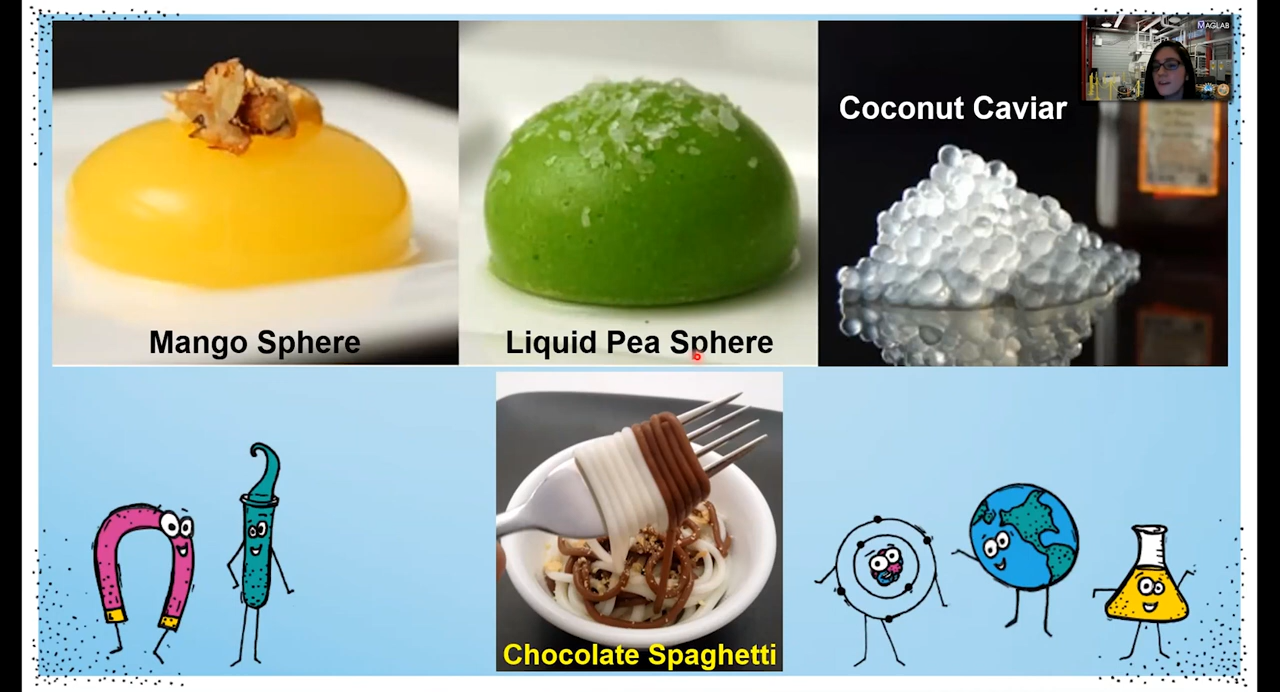 MAGLAB
Coconut Caviar
Mango Sphere
Liquid Pea Sphere
Chocolate Spaghetti